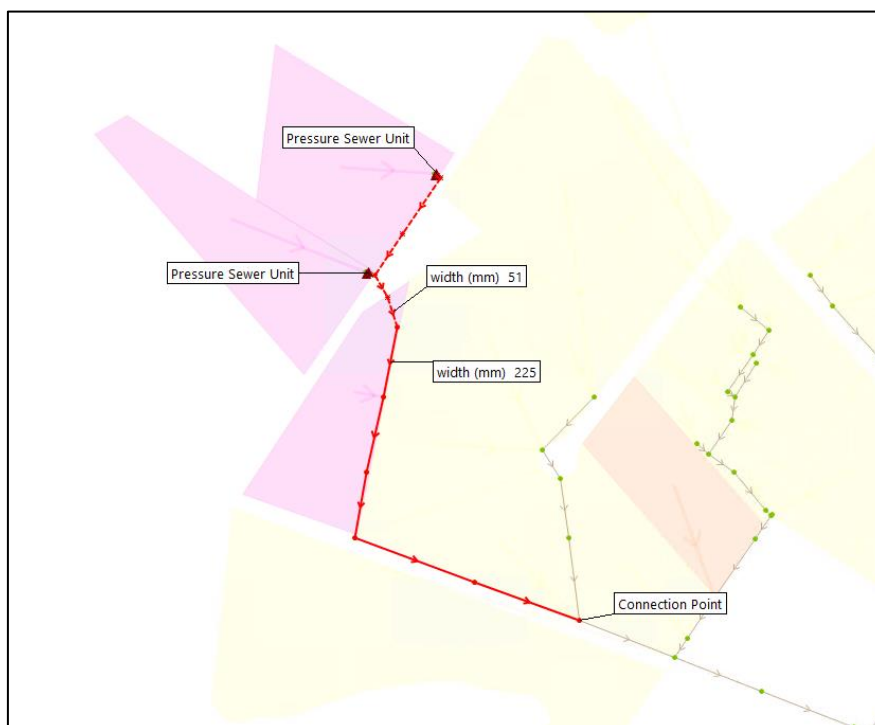 Pressure Sewer Unit
Pressure Sewer Unit
width (mm) 51
width (mm) 225
Connection Point